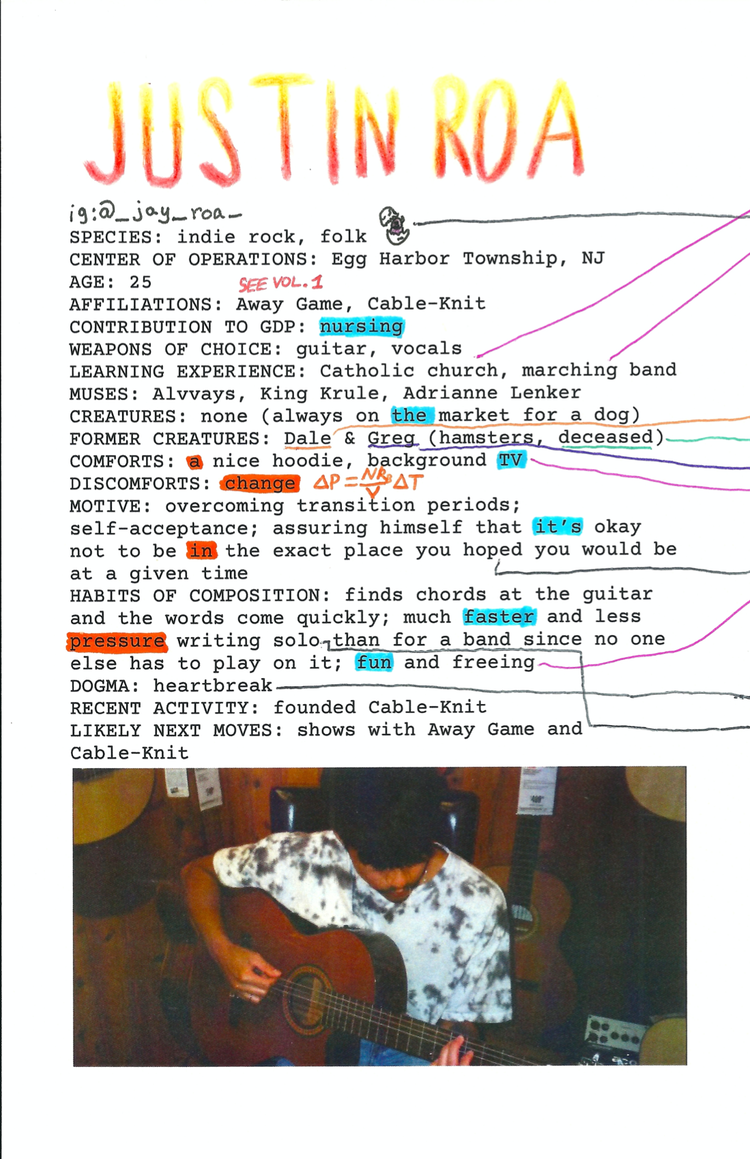 JUSTIN ROA
ig:@_jay_roa_
SPECIES: indie rock, folk
CENTER OF OPERATIONS: Egg Harbor Township, NJ
AGE: 25
SEE VOL.1
AFFILIATIONS: Away Game, Cable-Knit
CONTRIBUTION TO GDP: nursing
WEAPONS OF CHOICE: guitar, vocals
LEARNING EXPERIENCE: Catholic church, marching band
MUSES: Alvvays, King Krule, Adrianne Lenker
CREATURES: none (always on the market for a dog)
FORMER CREATURES: Dale & Greg (hamsters, deceased)
COMFORTS: a nice hoodie, background TV
DISCOMFORTS: change ΔP = NR/V ΔT
MOTIVE: overcoming transition periods;
self-acceptance; assuring himself that it's okay
not to be in the exact place you hoped you would be
at a given time
HABITS OF COMPOSITION: finds chords at the guitar
and the words come quickly; much faster and less
pressure writing solo than for a band since no one
else has to play on it; fun and freeing
DOGMA: heartbreak
RECENT ACTIVITY: founded Cable-Knit
LIKELY NEXT MOVES: shows with Away Game and
Cable-Knit